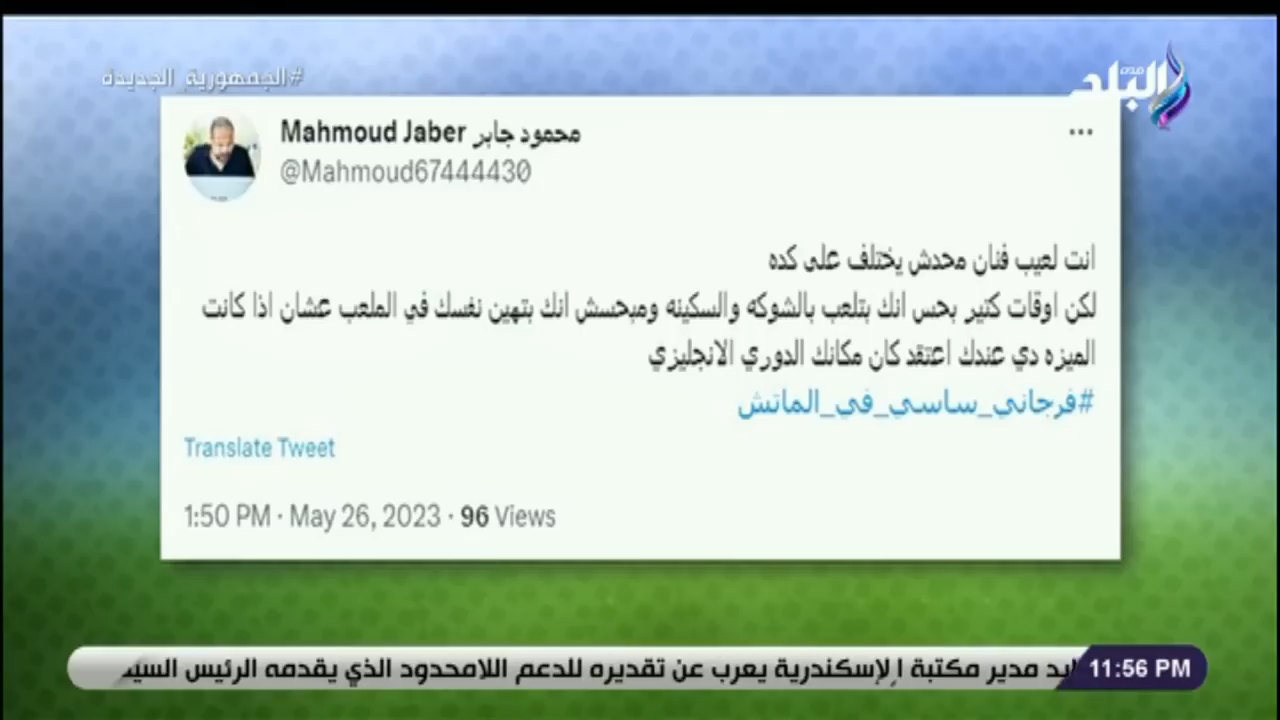 #الجمهورية_الجديدة
صدى البلد
Mahmoud Jaber محمود جابر
@Mahmoud67444430
انت لعيب فنان محدش يختلف على كده
لكن اوقات كتير بحس انك بتلعب بالشوكه والسكينه ومبحسش انك بتهين نفسك في الملعب عشان اذا كانت
الميزه دي عندك اعتقد كان مكانك الدوري الانجليزي
#فرجاني_ساسي_في_الماتش
Translate Tweet
1:50 PM · May 26, 2023 · 96 Views
مدير مكتبة الإسكندرية يعرب عن تقديره للدعم اللامحدود الذي يقدمه الرئيس
11:56 PM